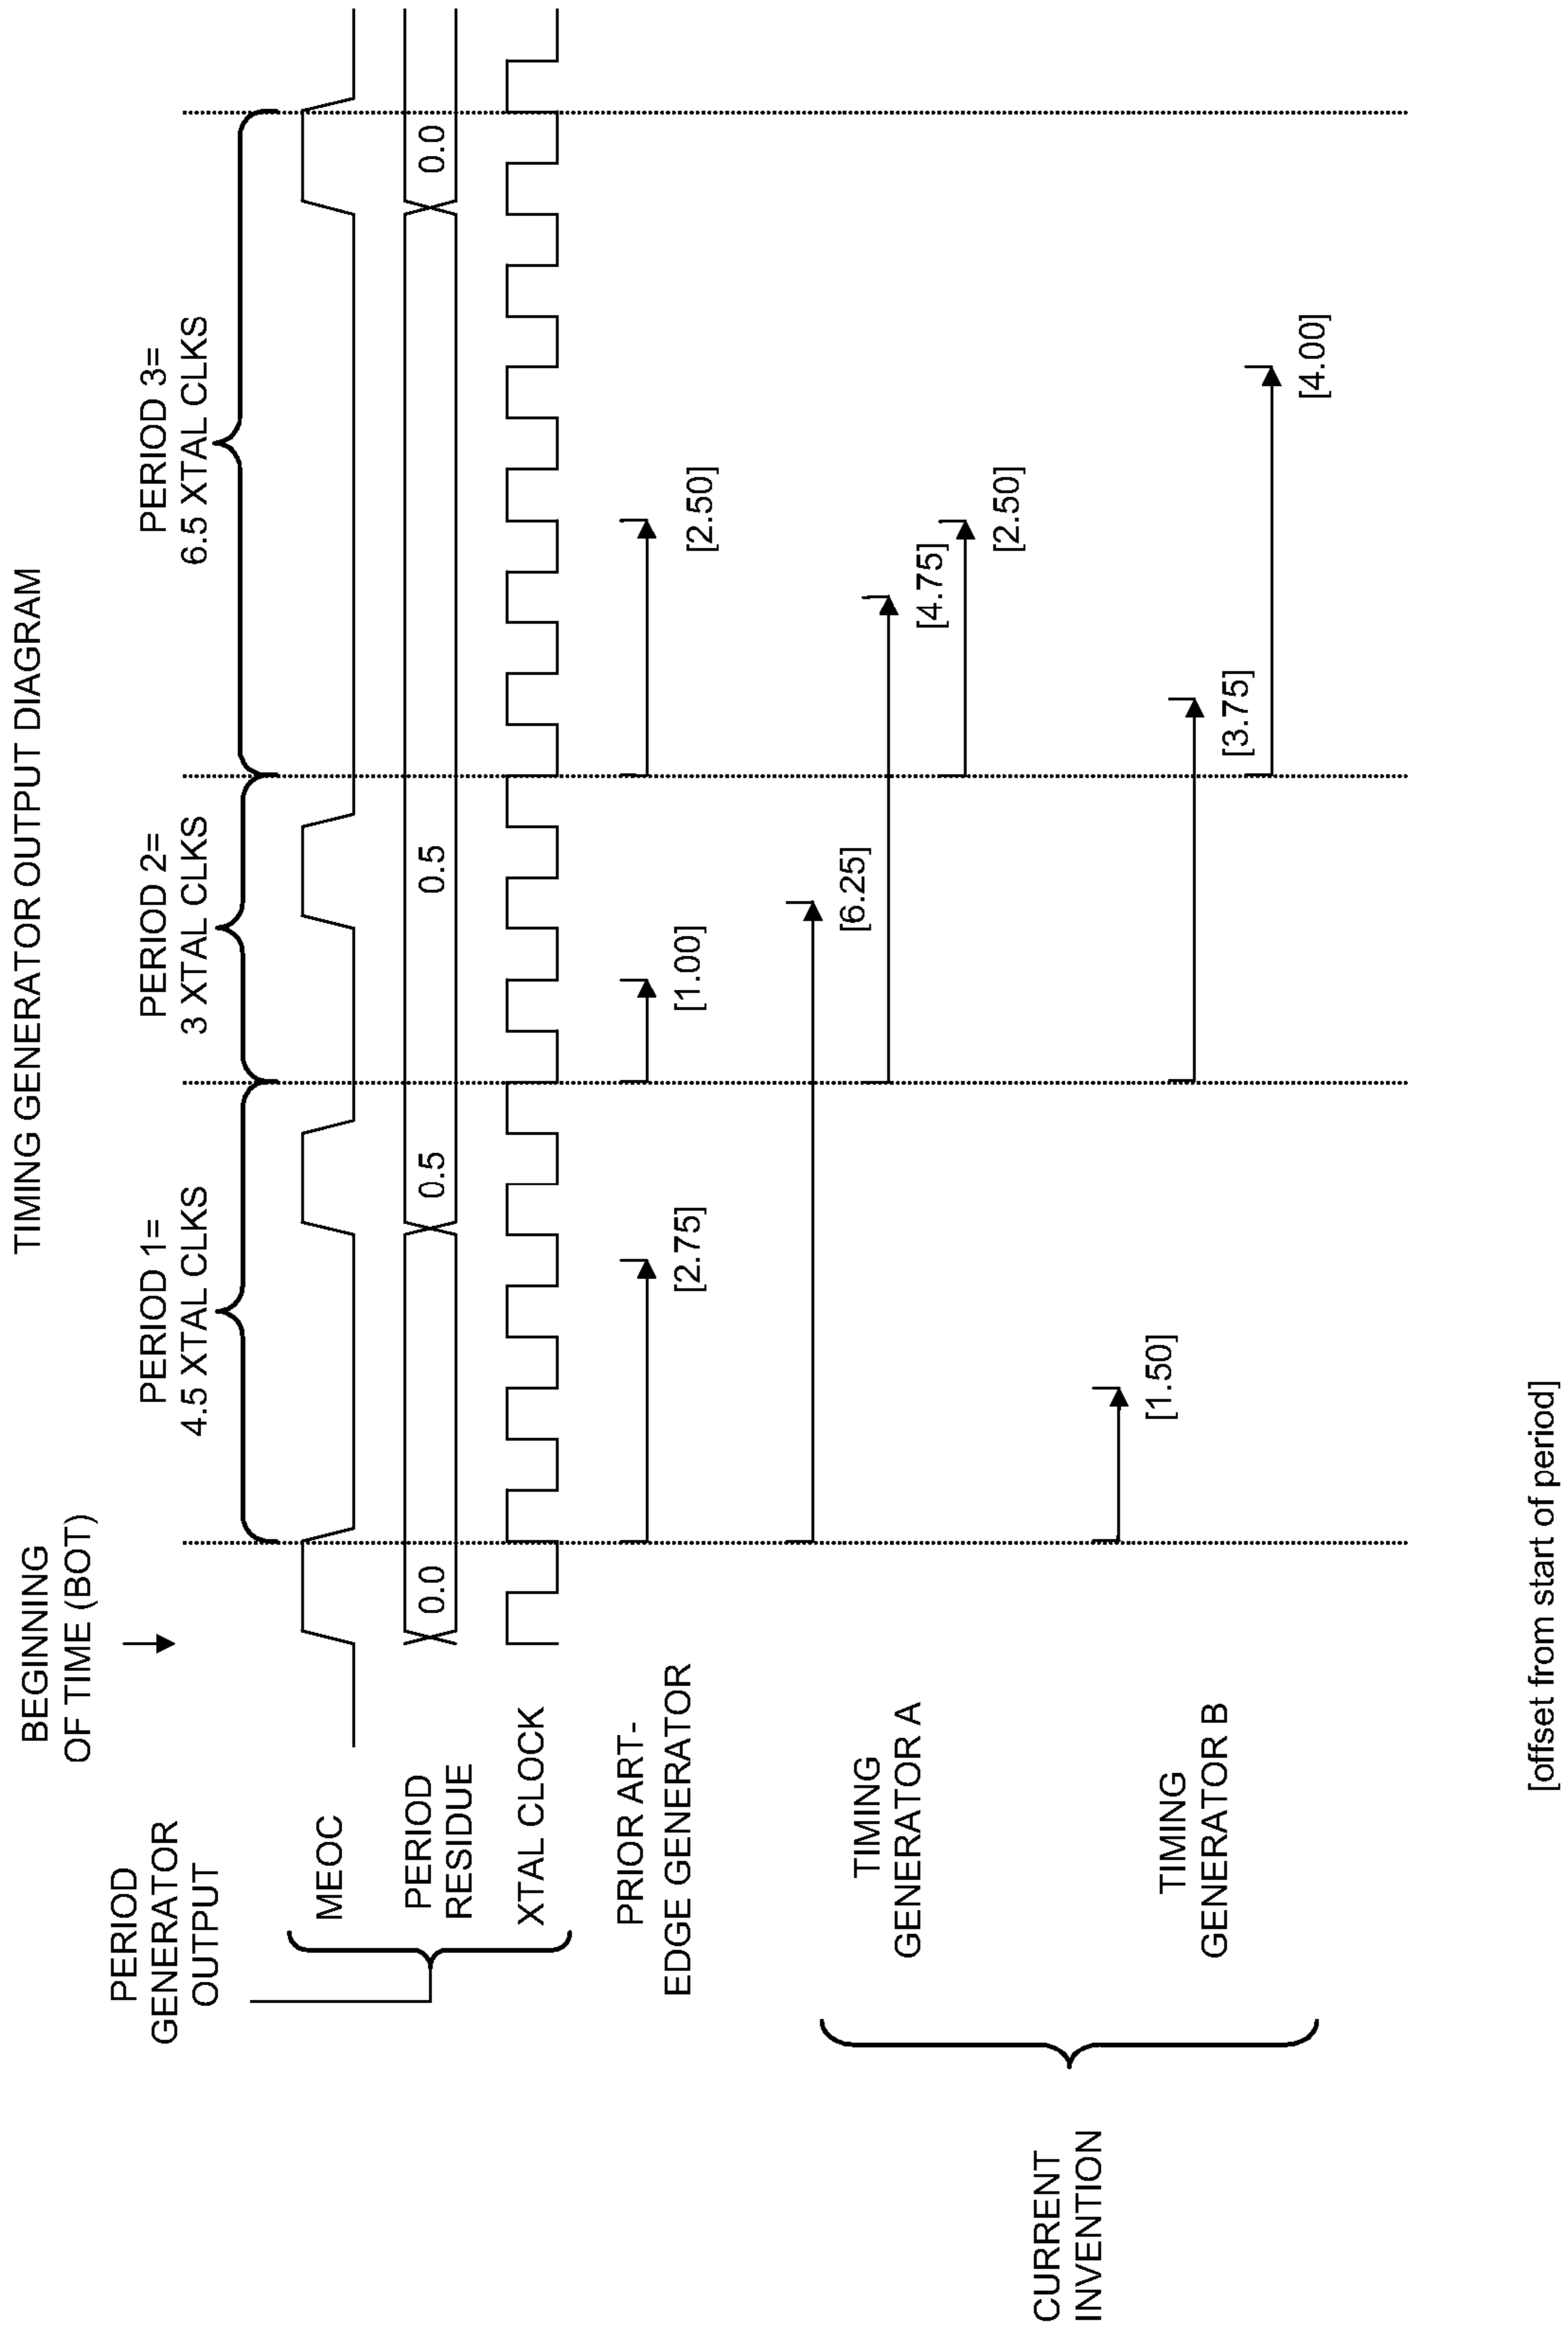 TIMING GENERATOR OUTPUT DIAGRAM
BEGINNING
OF TIME (BOT)
PERIOD 1=
4.5 XTAL CLKS
PERIOD 2=
3 XTAL CLKS
PERIOD 3=
6.5 XTAL CLKS
PERIOD
GENERATOR
OUTPUT
MEOC
PERIOD
RESIDUE
0.0
0.5
0.5
0.0
XTAL CLOCK
PRIOR ART-
EDGE GENERATOR
[2.75]
[1.00]
[2.50]
CURRENT
INVENTION
TIMING
GENERATOR A
[6.25]
[4.75]
[2.50]
TIMING
GENERATOR B
[1.50]
[3.75]
[4.00]
[offset from start of period]